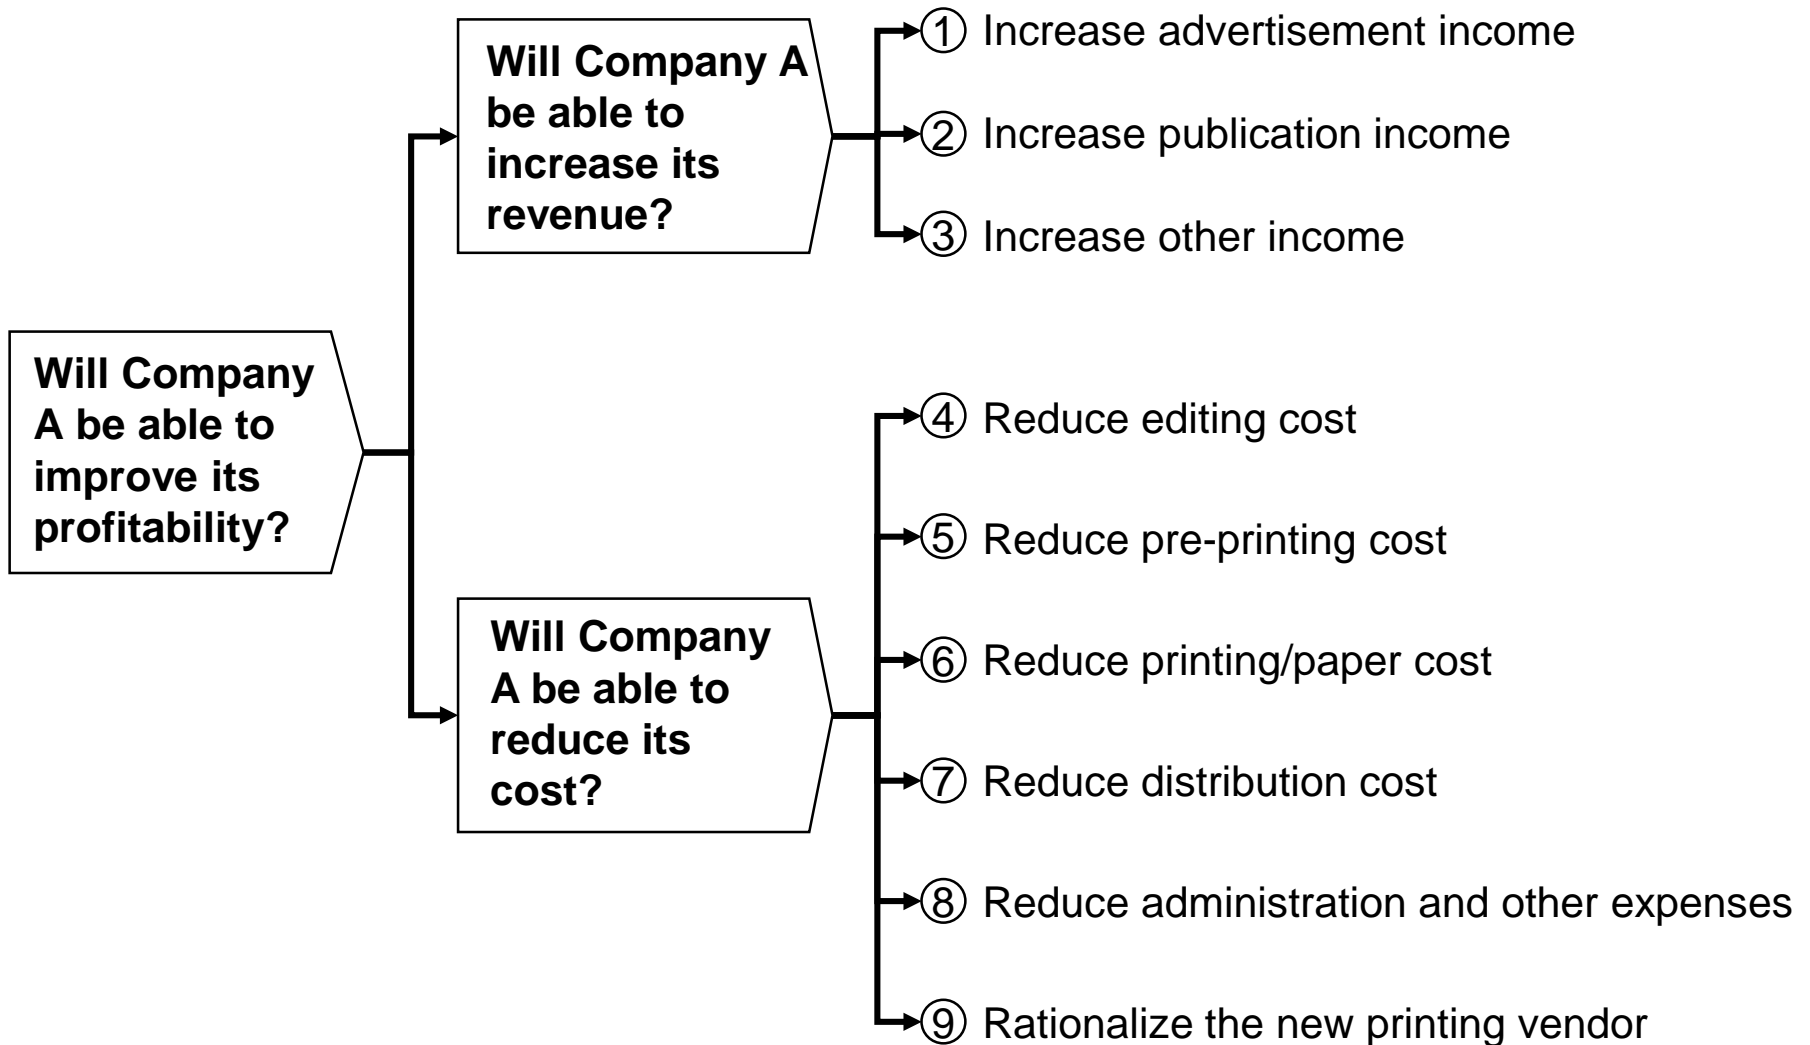 Will Company
A be able to
improve its
profitability?
Will Company A
be able to
increase its
revenue?
① Increase advertisement income
② Increase publication income
③ Increase other income
Will Company
A be able to
reduce its
cost?
④ Reduce editing cost
⑤ Reduce pre-printing cost
⑥ Reduce printing/paper cost
⑦ Reduce distribution cost
⑧ Reduce administration and other expenses
⑨ Rationalize the new printing vendor